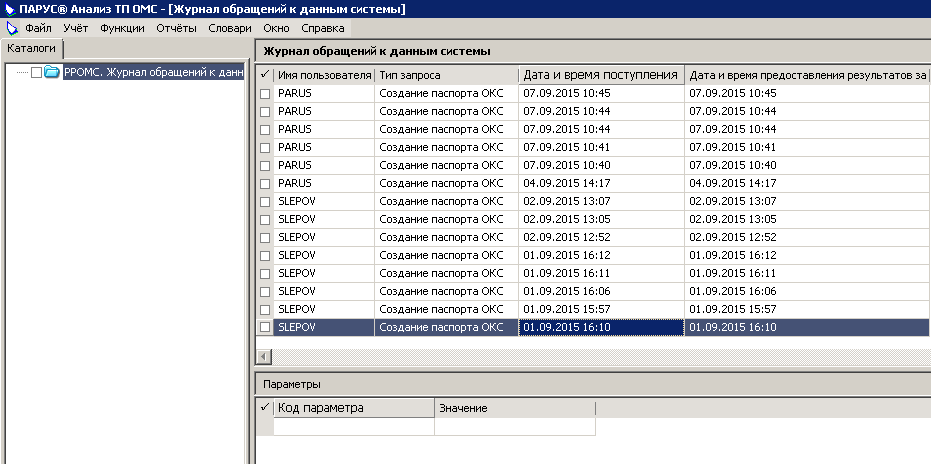 ПАРУС® Анализ ТП ОМС - [Журнал обращений к данным системы]
Файл Учёт Функции Отчёты Словари Окно Справка
Каталоги
РРОМС. Журнал обращений к данн
Журнал обращений к данным системы
Имя пользователя Тип запроса Дата и время поступления Дата и время предоставления результатов за
PARUS Создание паспорта ОКС 07.09.2015 10:45 07.09.2015 10:45
PARUS Создание паспорта ОКС 07.09.2015 10:44 07.09.2015 10:44
PARUS Создание паспорта ОКС 07.09.2015 10:44 07.09.2015 10:44
PARUS Создание паспорта ОКС 07.09.2015 10:41 07.09.2015 10:41
PARUS Создание паспорта ОКС 07.09.2015 10:40 07.09.2015 10:40
PARUS Создание паспорта ОКС 04.09.2015 14:17 04.09.2015 14:17
SLEPOV Создание паспорта ОКС 02.09.2015 13:07 02.09.2015 13:07
SLEPOV Создание паспорта ОКС 02.09.2015 13:05 02.09.2015 13:05
SLEPOV Создание паспорта ОКС 02.09.2015 12:52 02.09.2015 12:52
SLEPOV Создание паспорта ОКС 01.09.2015 16:12 01.09.2015 16:12
SLEPOV Создание паспорта ОКС 01.09.2015 16:11 01.09.2015 16:11
SLEPOV Создание паспорта ОКС 01.09.2015 16:06 01.09.2015 16:06
SLEPOV Создание паспорта ОКС 01.09.2015 15:57 01.09.2015 15:57
SLEPOV Создание паспорта ОКС 01.09.2015 16:10 01.09.2015 16:10
Параметры
Код параметра Значение